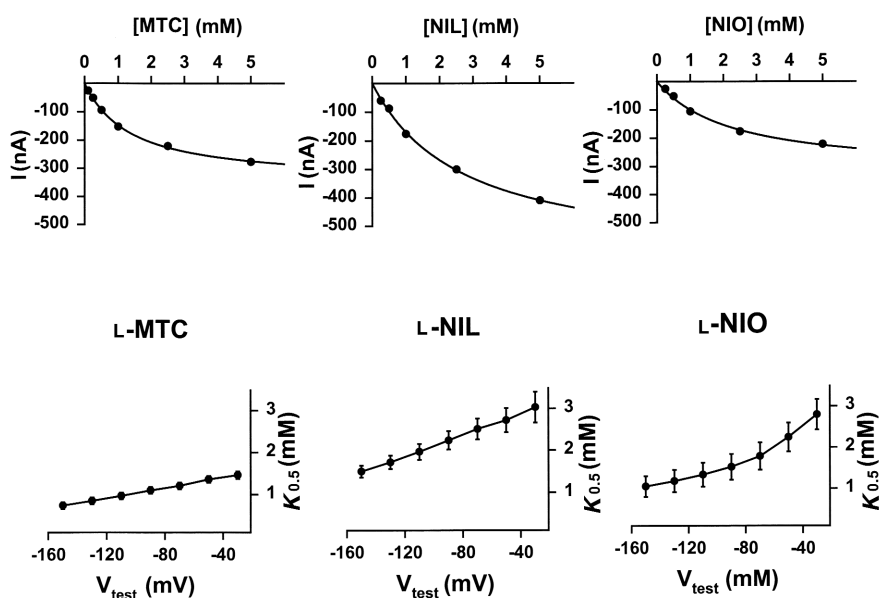 [MTC] (mM)
0 1 2 3 4 5
-100
-200
-300
-400
-500
I (nA)
[NIL] (mM)
0 1 2 3 4 5
-100
-200
-300
-400
-500
I (nA)
[NIO] (mM)
0 1 2 3 4 5
-100
-200
-300
-400
-500
I (nA)
L-MTC
L-NIL
L-NIO
3
2
1
K0.5 (mM)
-160 -120 -80 -40
Vtest (mV)
3
2
1
K0.5 (mM)
-160 -120 -80 -40
Vtest (mV)
3
2
1
K0.5 (mM)
-160 -120 -80 -40
Vtest (mM)